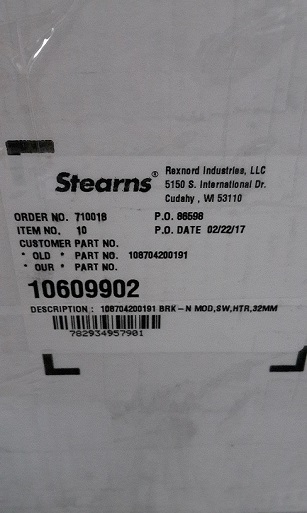 Stearns® Rexnord Industries, LLC
5150 S. International Dr.
Cudahy, WI 53110
ORDER NO. 710018 P.O. 86598
ITEM NO. 10 P.O. DATE 02/22/17
CUSTOMER PART NO.
* OLD * PART NO. 108704200191
* OUR * PART NO.
10609902
DESCRIPTION : 108704200191 BRK-N MOD,SW,HTR,32MM
782934957901